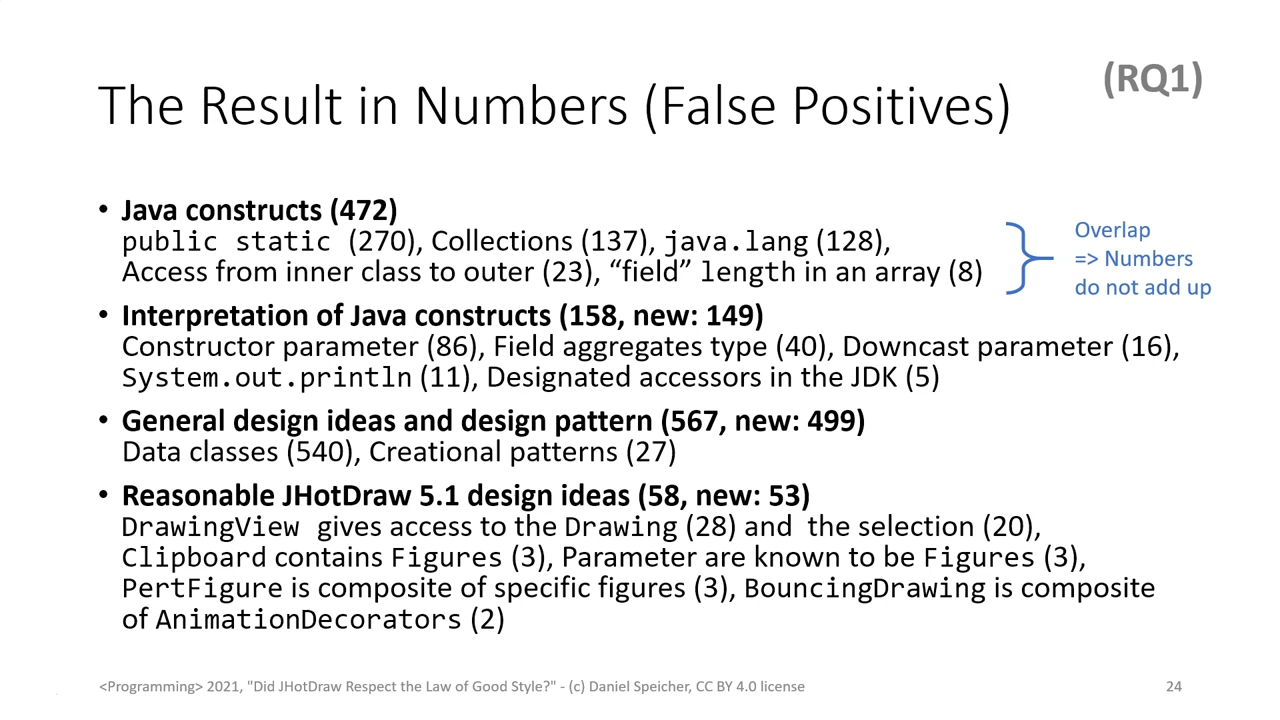 (RQ1)
The Result in Numbers (False Positives)
• Java constructs (472)
public static (270), Collections (137), java.lang (128),
Access from inner class to outer (23), “field” length in an array (8)
Overlap
=> Numbers
do not add up
• Interpretation of Java constructs (158, new: 149)
Constructor parameter (86), Field aggregates type (40), Downcast parameter (16),
System.out.println (11), Designated accessors in the JDK (5)
• General design ideas and design pattern (567, new: 499)
Data classes (540), Creational patterns (27)
• Reasonable JHotDraw 5.1 design ideas (58, new: 53)
DrawingView gives access to the Drawing (28) and the selection (20),
Clipboard contains Figures (3), Parameter are known to be Figures (3),
PertFigure is composite of specific figures (3), BouncingDrawing is composite
of AnimationDecorators (2)
<Programming> 2021, "Did JHotDraw Respect the Law of Good Style?" - (c) Daniel Speicher, CC BY 4.0 license
24